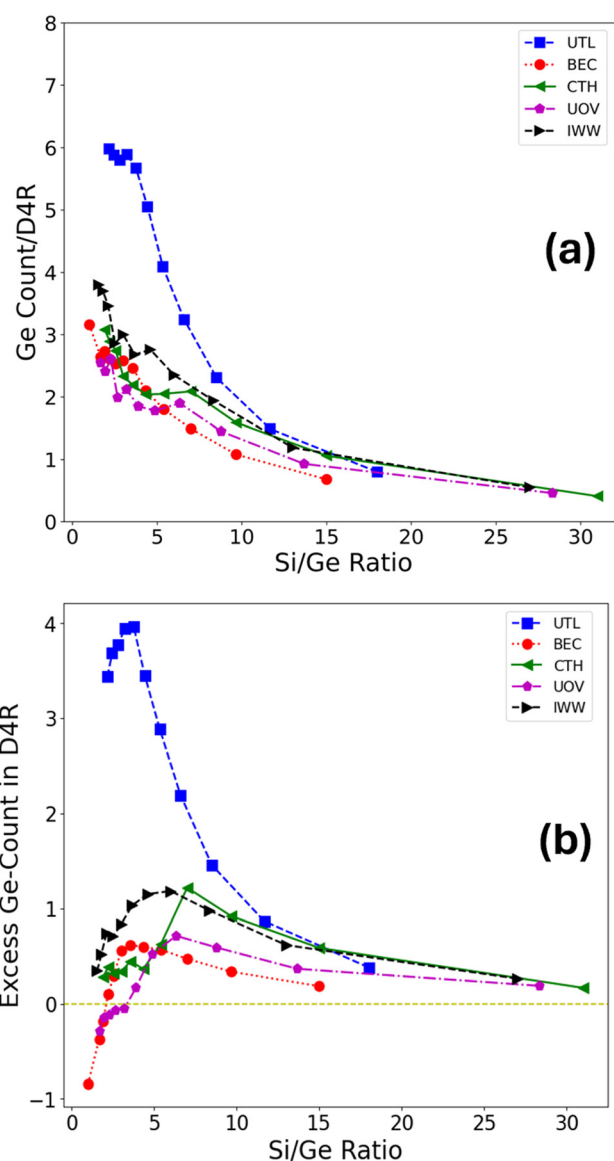 8
7
6
5
4
3
2
1
0
Ge Count/D4R
UTL
BEC
CTH
UOV
IWW
(a)
0 5 10 15 20 25 30
Si/Ge Ratio
4
3
2
1
0
−1
Excess Ge-Count in D4R
UTL
BEC
CTH
UOV
IWW
(b)
0 5 10 15 20 25 30
Si/Ge Ratio